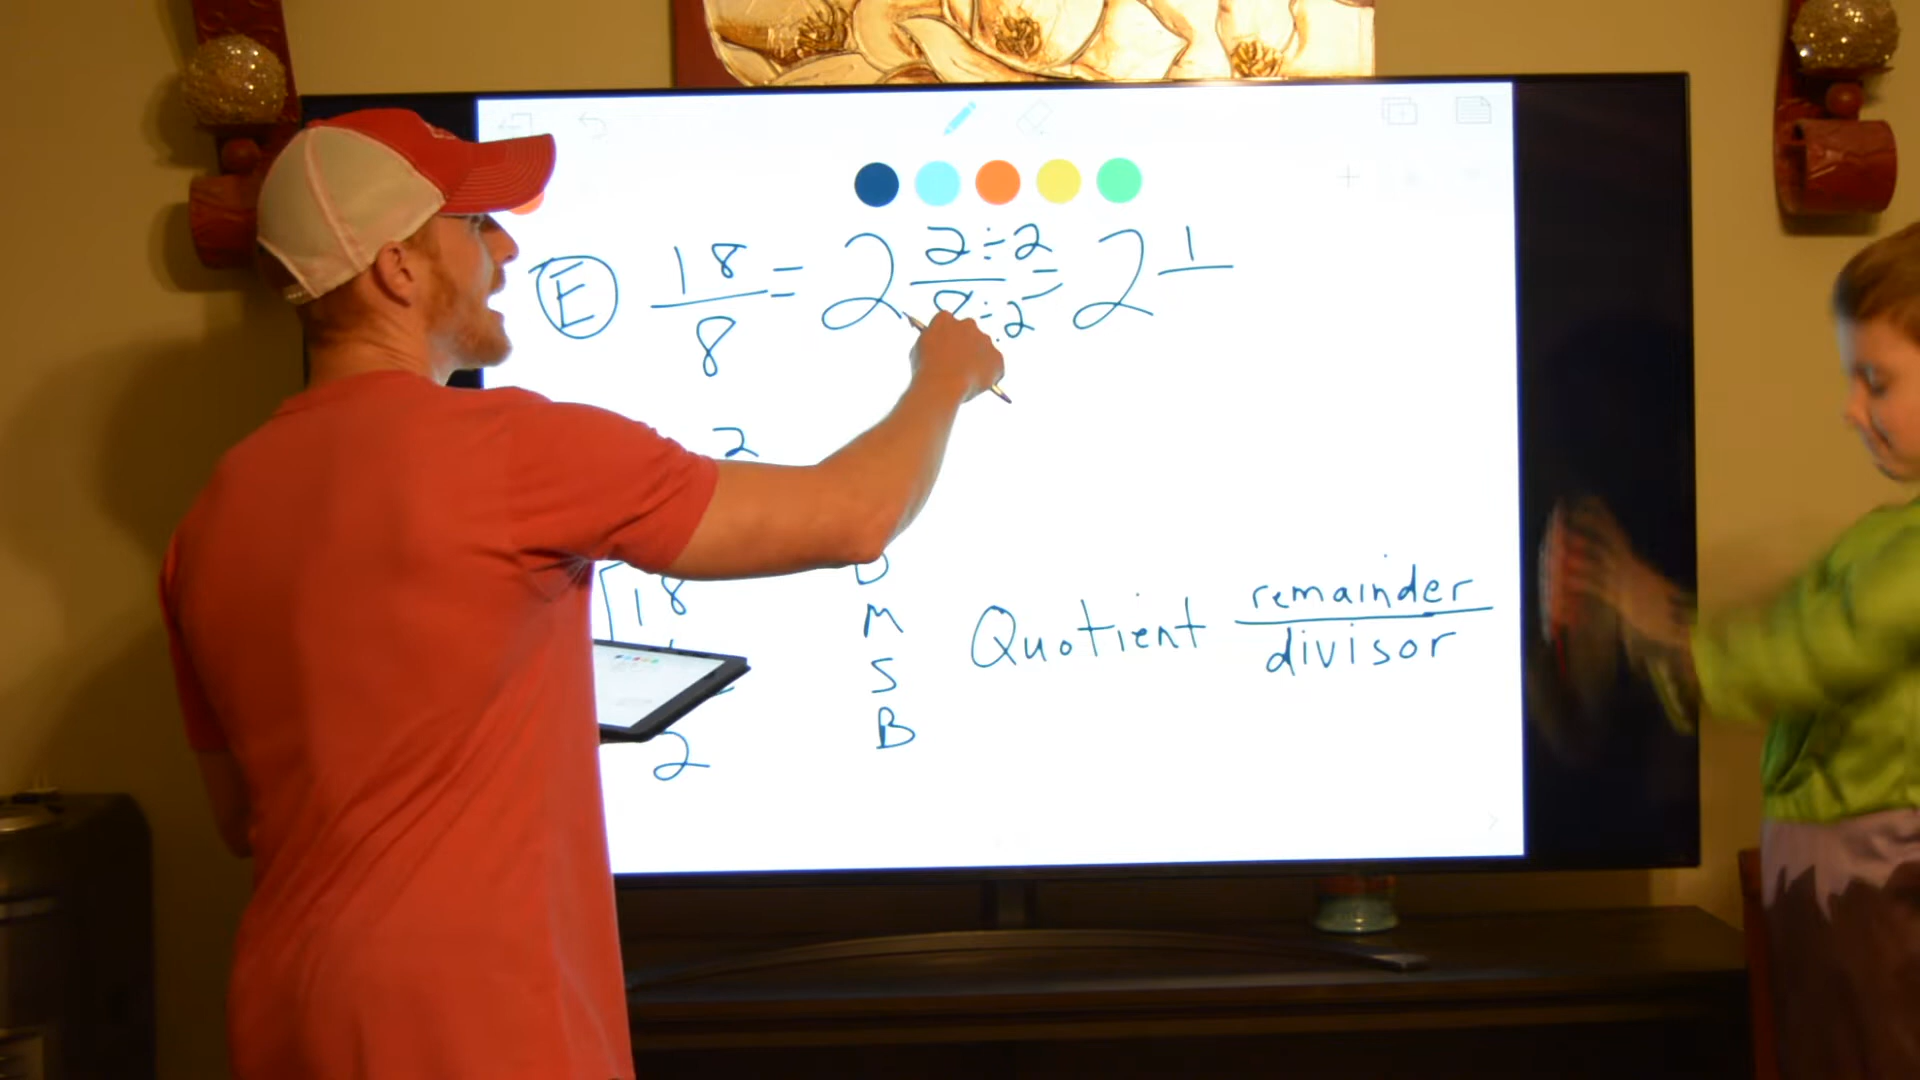 E 18/8 = 2 2÷2/8÷2 = 2 1/
2
18
D
M
S
B
Quotient remainder/divisor
2